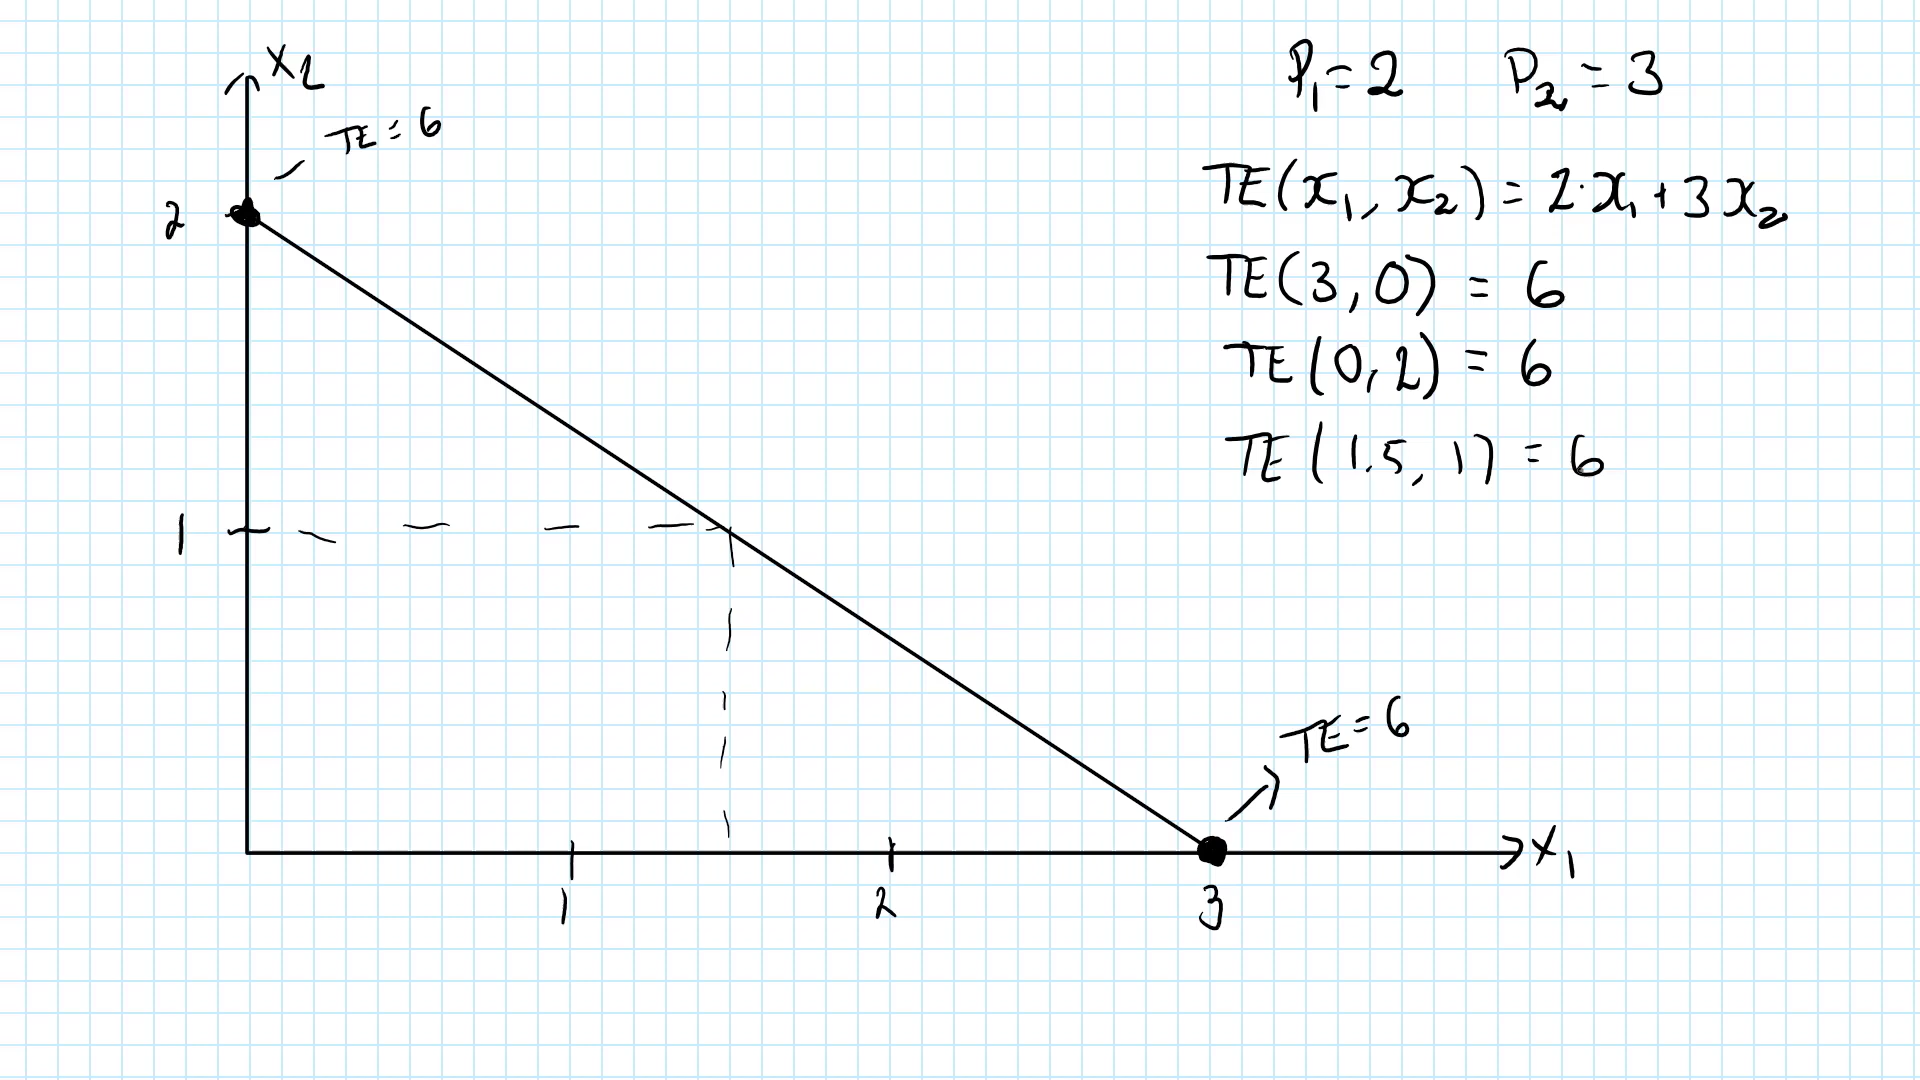 x₂
TE = 6
2
1
1 2 3
x₁
TE = 6
P₁ = 2 P₂ = 3
TE(x₁, x₂) = 2·x₁ + 3x₂
TE(3, 0) = 6
TE(0, 2) = 6
TE(1.5, 1) = 6